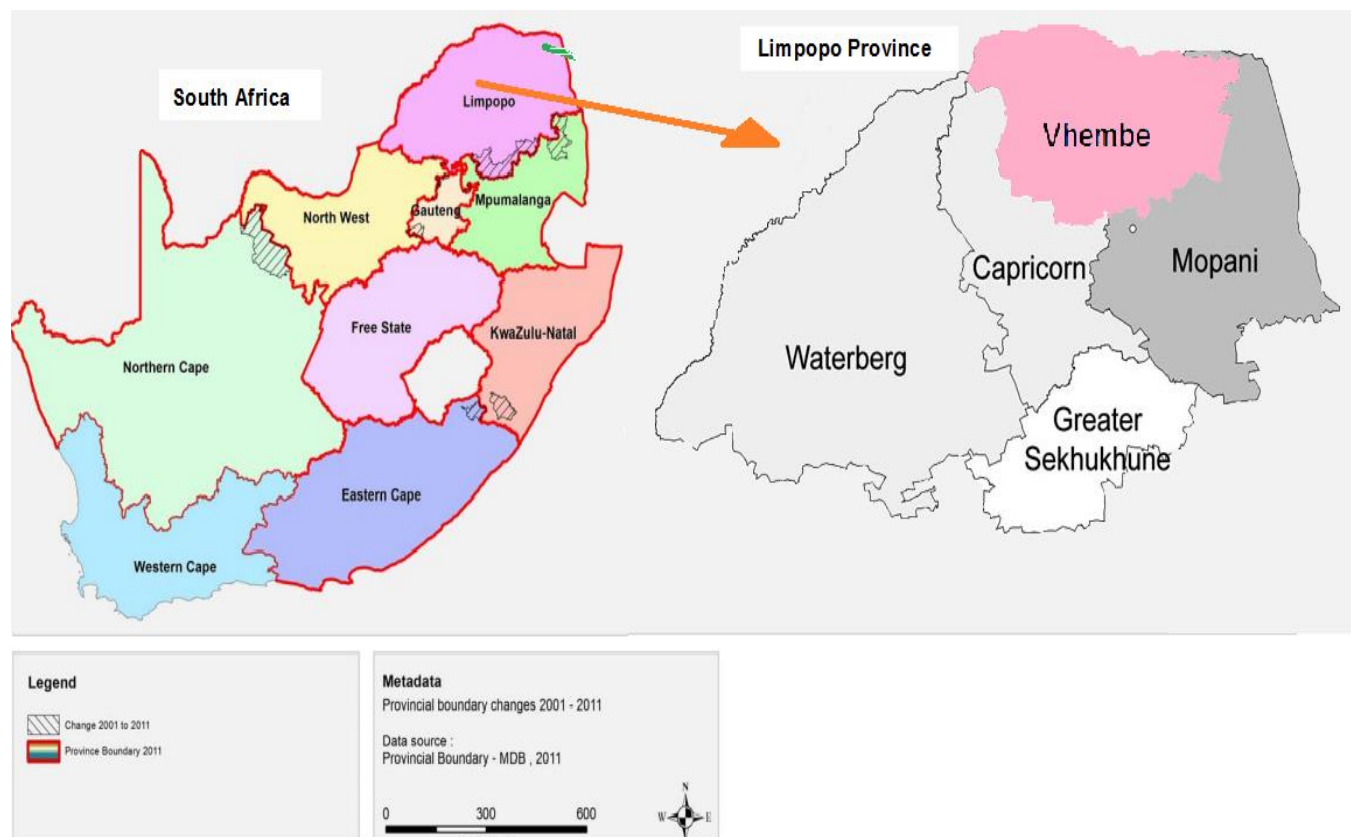 South Africa
Limpopo
North West
Gauteng
Mpumalanga
Free State
KwaZulu-Natal
Northern Cape
Eastern Cape
Western Cape
Limpopo Province
Vhembe
Capricorn
Mopani
Waterberg
Greater
Sekhukhune
Legend
Change 2001 to 2011
Province Boundary 2011
Metadata
Provincial boundary changes 2001 - 2011
Data source :
Provincial Boundary - MDB , 2011
0 300 600
N
W E